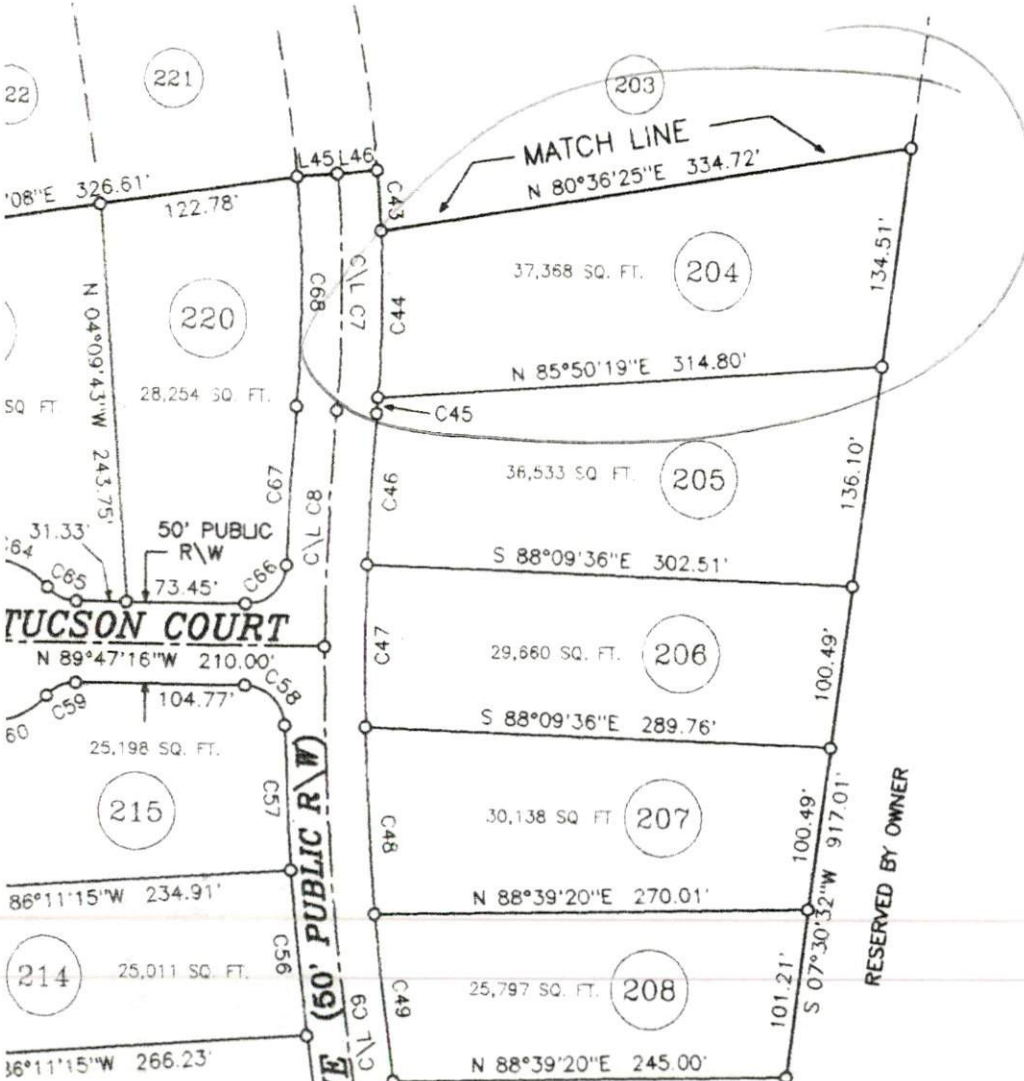 203
221
22
MATCH LINE
N 80°36'25"E 334.72'
L45 L46
'08"E 326.61'
122.78'
C43
134.51'
37,368 SQ. FT. 204
C\L C7
C68
C44
220
N 04°09'43"W 243.75'
28,254 SQ. FT.
SQ FT.
N 85°50'19"E 314.80'
C45
136.10'
36,533 SQ FT. 205
C46
C67
C\L C8
31.33'
50' PUBLIC
R\W
C64
C65
73.45'
C66
S 88°09'36"E 302.51'
TUCSON COURT
N 89°47'16"W 210.00'
C47
29,660 SQ. FT. 206
100.49'
C59
104.77'
C58
60
S 88°09'36"E 289.76'
25,198 SQ. FT.
215
C57
(50' PUBLIC R\W)
C48
30,138 SQ FT 207
100.49'
S 07°30'32"W 917.01'
RESERVED BY OWNER
86°11'15"W 234.91'
N 88°39'20"E 270.01'
214
25,011 SQ. FT.
C56
C49
25,797 SQ. FT. 208
101.21'
C\L C9
86°11'15"W 266.23'
N 88°39'20"E 245.00'